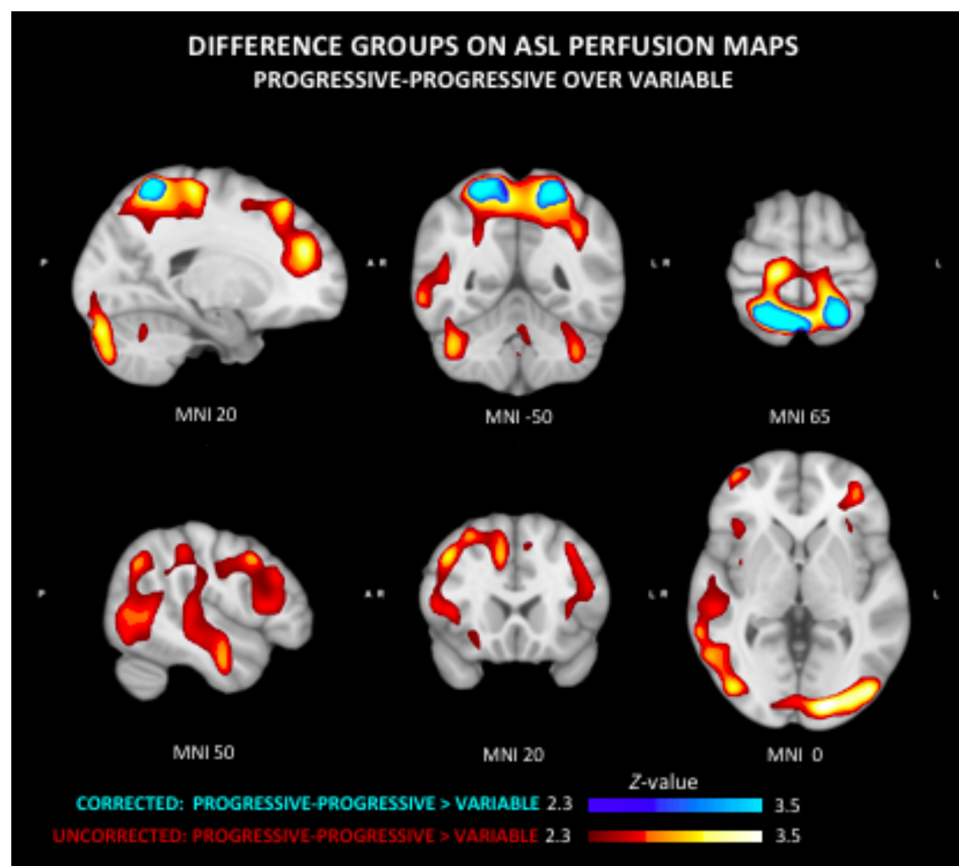 DIFFERENCE GROUPS ON ASL PERFUSION MAPS
PROGRESSIVE-PROGRESSIVE OVER VARIABLE
P A R L R L
MNI 20 MNI -50 MNI 65
P A R L R L
MNI 50 MNI 20 MNI 0
Z-value
CORRECTED: PROGRESSIVE-PROGRESSIVE > VARIABLE 2.3 3.5
UNCORRECTED: PROGRESSIVE-PROGRESSIVE > VARIABLE 2.3 3.5